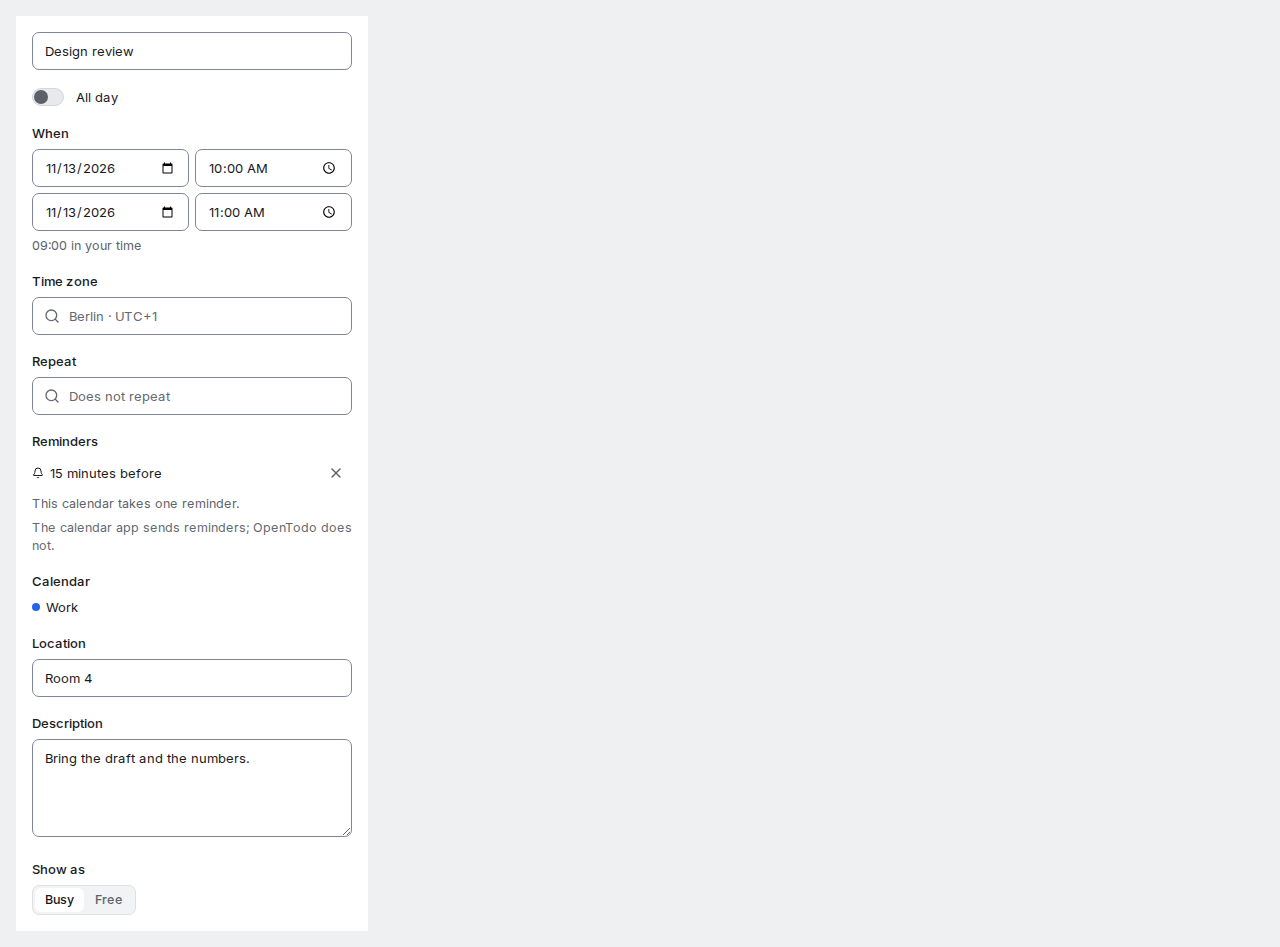 Design review
All day
When
11/13/2026 10:00 AM
11/13/2026 11:00 AM
09:00 in your time
Time zone
Berlin · UTC+1
Repeat
Does not repeat
Reminders
15 minutes before
This calendar takes one reminder.
The calendar app sends reminders; OpenTodo does
not.
Calendar
Work
Location
Room 4
Description
Bring the draft and the numbers.
Show as
Busy Free